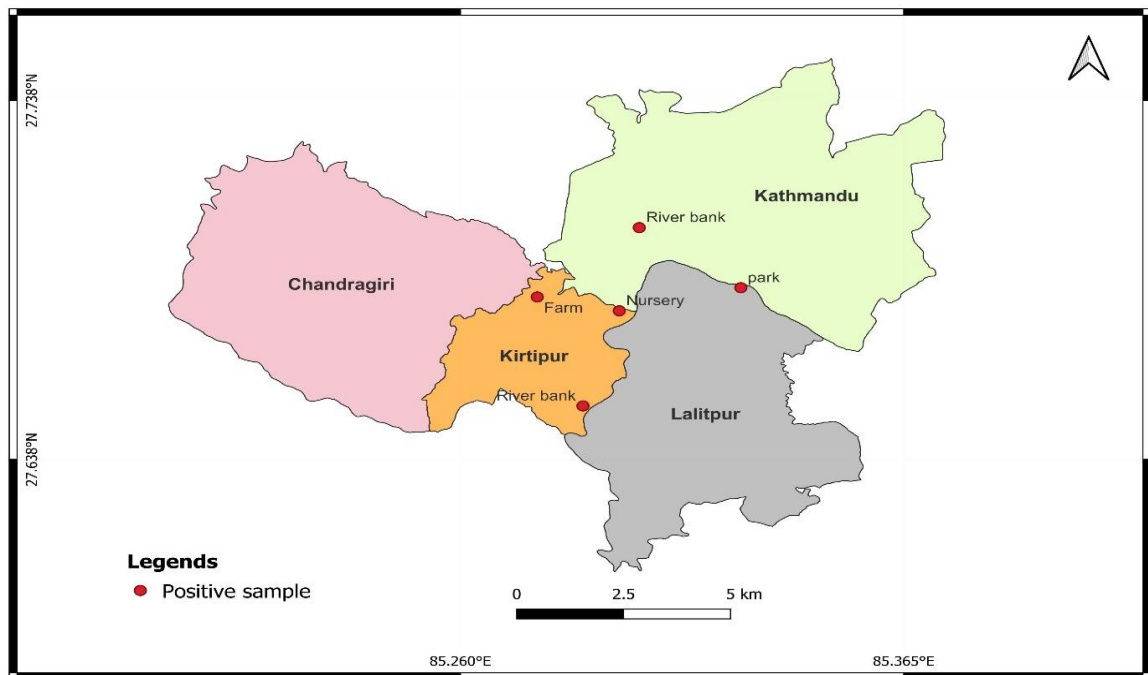 27.738°N
Kathmandu
River bank
Chandragiri
park
Farm
Nursery
Kirtipur
River bank
Lalitpur
27.638°N
Legends
Positive sample
0 2.5 5 km
85.260°E 85.365°E